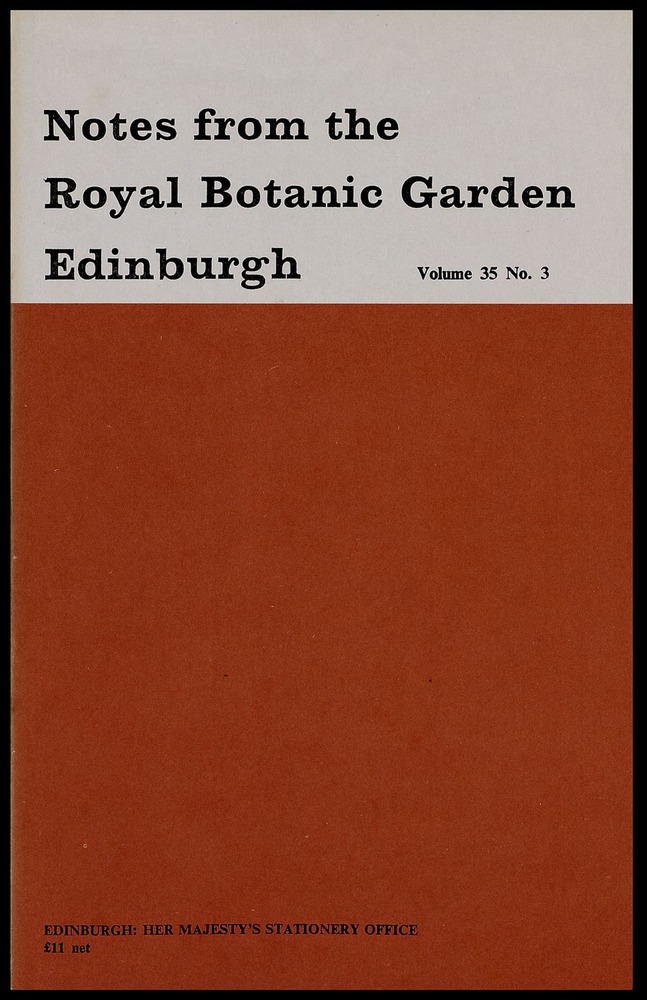 Notes from the
Royal Botanic Garden
Edinburgh Volume 35 No. 3
EDINBURGH: HER MAJESTY'S STATIONERY OFFICE
£11 net